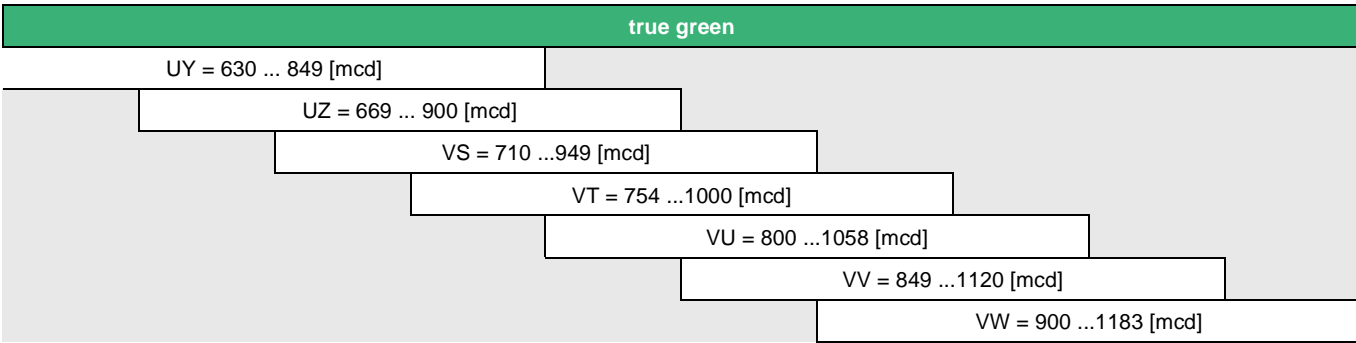 true green
UY = 630 ... 849 [mcd]
UZ = 669 ... 900 [mcd]
VS = 710 ...949 [mcd]
VT = 754 ...1000 [mcd]
VU = 800 ...1058 [mcd]
VV = 849 ...1120 [mcd]
VW = 900 ...1183 [mcd]